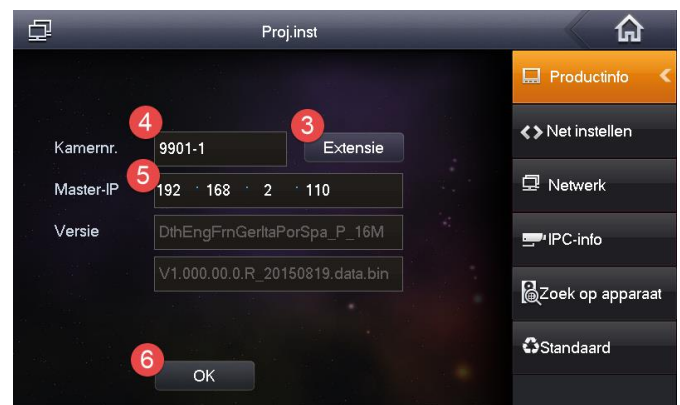 Proj.inst
Productinfo
4
3
Kamernr. 9901-1 Extensie
Net instellen
5
Master-IP 192 . 168 . 2 . 110
Netwerk
Versie DthEngFrnGerItaPorSpa_P_16M
IPC-info
V1.000.00.0.R_20150819.data.bin
Zoek op apparaat
Standaard
6
OK